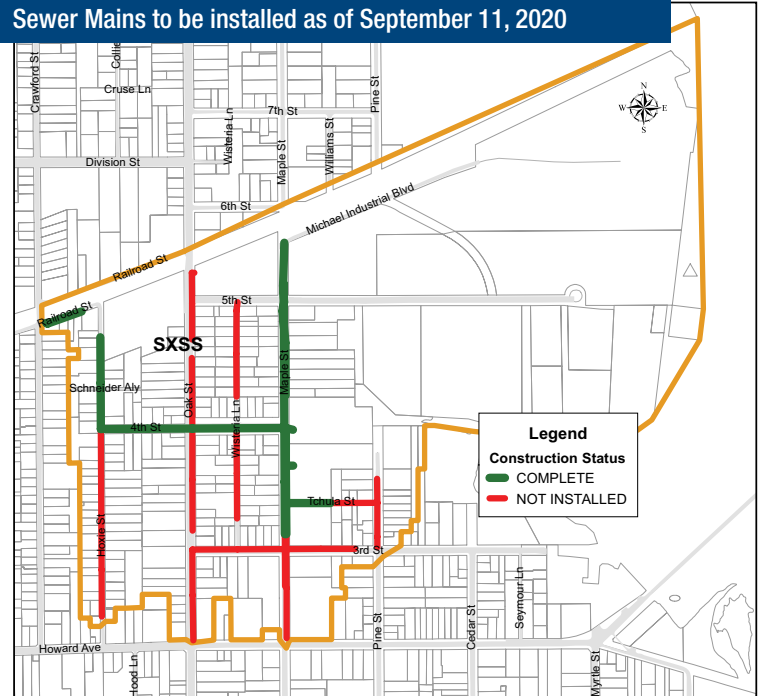 Sewer Mains to be installed as of September 11, 2020
Crawford St
Collie
Cruse Ln
7th St
Pine St
Wisteria Ln
Maple St
Williams St
N
W
E
S
Division St
6th St
Michael Industrial Blvd
Railroad St
Railroad St
5th St
SXSS
Schneider Aly
Oak St
Maple St
4th St
Wisteria Ln
Legend
Construction Status
COMPLETE
NOT INSTALLED
Tchula St
Hoxie St
3rd St
Pine St
Cedar St
Seymour Ln
Howard Ave
Hood Ln
Myrtle St